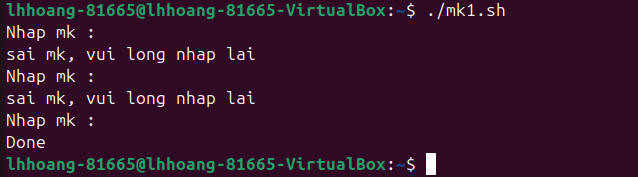 lhhoang-81665@lhhoang-81665-VirtualBox:~$ ./mk1.sh
Nhap mk :
sai mk, vui long nhap lai
Nhap mk :
sai mk, vui long nhap lai
Nhap mk :
Done
lhhoang-81665@lhhoang-81665-VirtualBox:~$